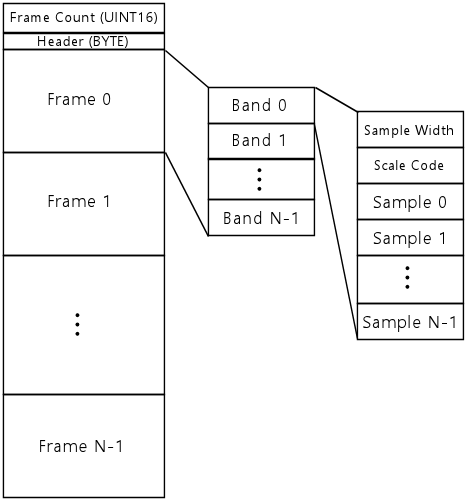 Frame Count (UINT16)
Header (BYTE)
Frame 0
Frame 1
Frame N-1
Band 0
Band 1
Band N-1
Sample Width
Scale Code
Sample 0
Sample 1
Sample N-1